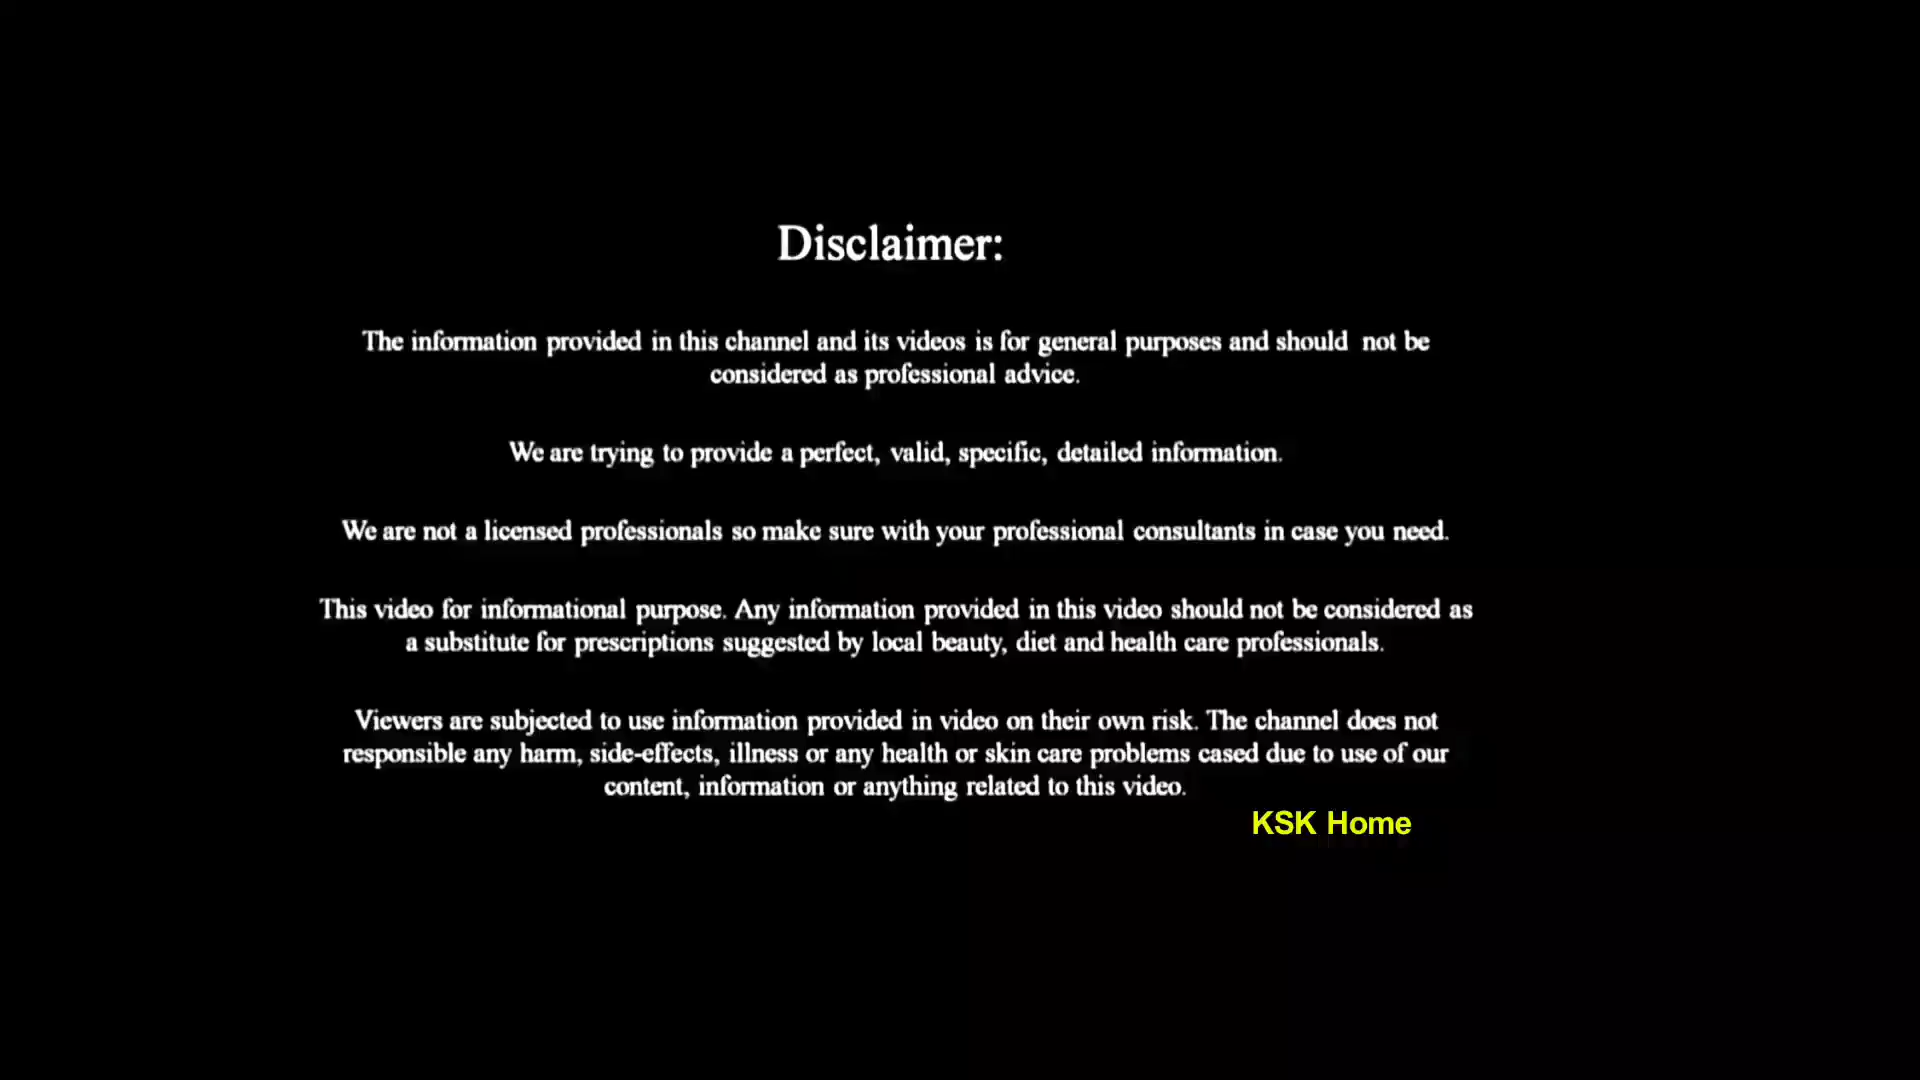 Disclaimer:
The information provided in this channel and its videos is for general purposes and should not be
considered as professional advice.
We are trying to provide a perfect, valid, specific, detailed information.
We are not a licensed professionals so make sure with your professional consultants in case you need.
This video for informational purpose. Any information provided in this video should not be considered as
a substitute for prescriptions suggested by local beauty, diet and health care professionals.
Viewers are subjected to use information provided in video on their own risk. The channel does not
responsible any harm, side-effects, illness or any health or skin care problems cased due to use of our
content, information or anything related to this video.
KSK Home